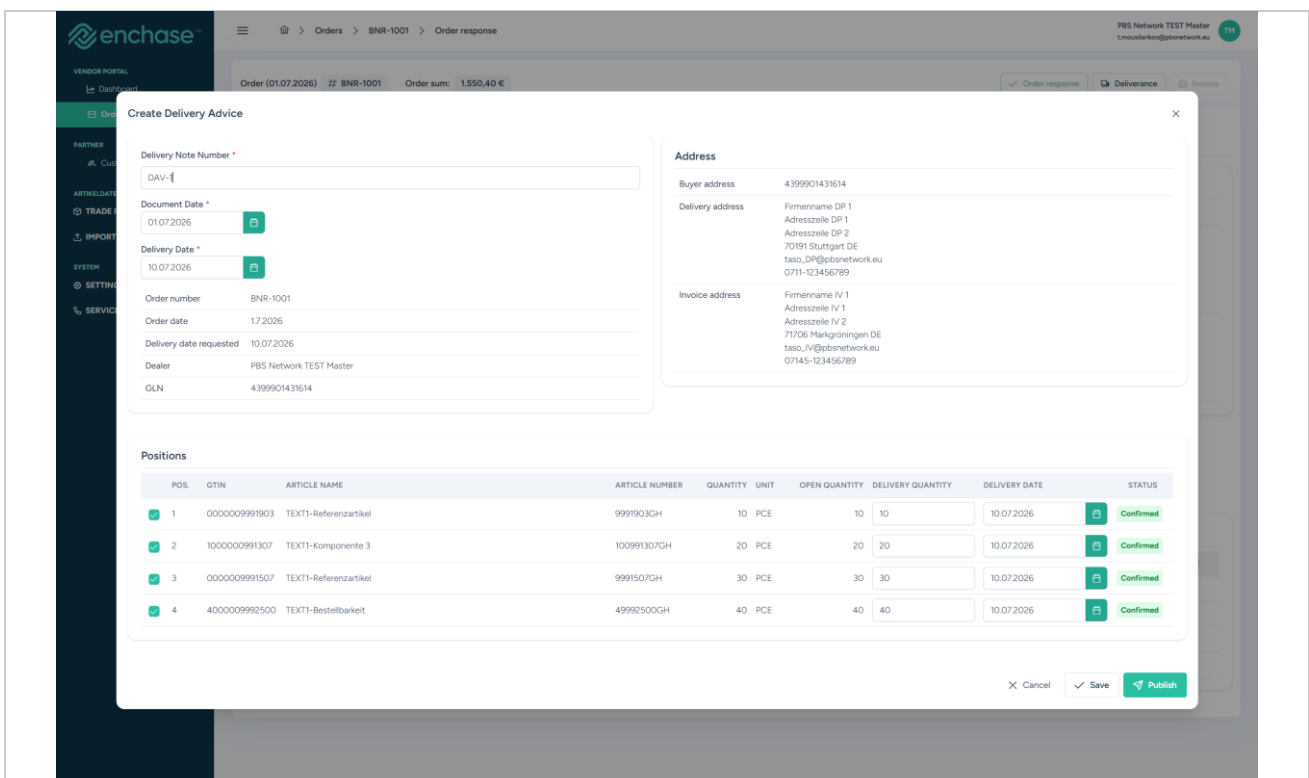 enchase
Orders > BNR-1001 > Order response
PBS Network TEST Master
t.mouslarikos@pbsnetwork.eu
TM
VENDOR PORTAL
Dashboard
Order (01.07.2026) # BNR-1001 Order sum: 1.550,40 €
Order response Deliverance Invoice
Ord
PARTNER
Cus
ARTIKELDATE
TRADE
IMPORT
SYSTEM
SETTING
SERVIC
Create Delivery Advice
Delivery Note Number *
DAV-1
Document Date *
01.07.2026
Delivery Date *
10.07.2026
Order number BNR-1001
Order date 1.7.2026
Delivery date requested 10.07.2026
Dealer PBS Network TEST Master
GLN 4399901431614
Address
Buyer address 4399901431614
Delivery address Firmenname DP 1
Adresszeile DP 1
Adresszeile DP 2
70191 Stuttgart DE
taso_DP@pbsnetwork.eu
0711-123456789
Invoice address Firmenname IV 1
Adresszeile IV 1
Adresszeile IV 2
71706 Markgröningen DE
taso_IV@pbsnetwork.eu
07145-123456789
Positions
POS. GTIN ARTICLE NAME ARTICLE NUMBER QUANTITY UNIT OPEN QUANTITY DELIVERY QUANTITY DELIVERY DATE STATUS
1 0000009991903 TEXT1-Referenzartikel 9991903GH 10 PCE 10 10 10.07.2026 Confirmed
2 1000000991307 TEXT1-Komponente 3 100991307GH 20 PCE 20 20 10.07.2026 Confirmed
3 0000009991507 TEXT1-Referenzartikel 9991507GH 30 PCE 30 30 10.07.2026 Confirmed
4 4000009992500 TEXT1-Bestellbarkeit 49992500GH 40 PCE 40 40 10.07.2026 Confirmed
Cancel Save Publish